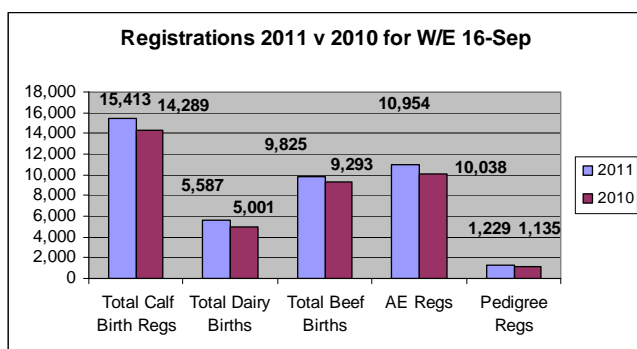 Registrations 2011 v 2010 for W/E 16-Sep
18,000
16,000
14,000
12,000
10,000
8,000
6,000
4,000
2,000
0
15,413
14,289
5,587
5,001
9,825
9,293
10,954
10,038
1,229
1,135
Total Calf
Birth Regs
Total Dairy
Births
Total Beef
Births
AE Regs
Pedigree
Regs
2011
2010